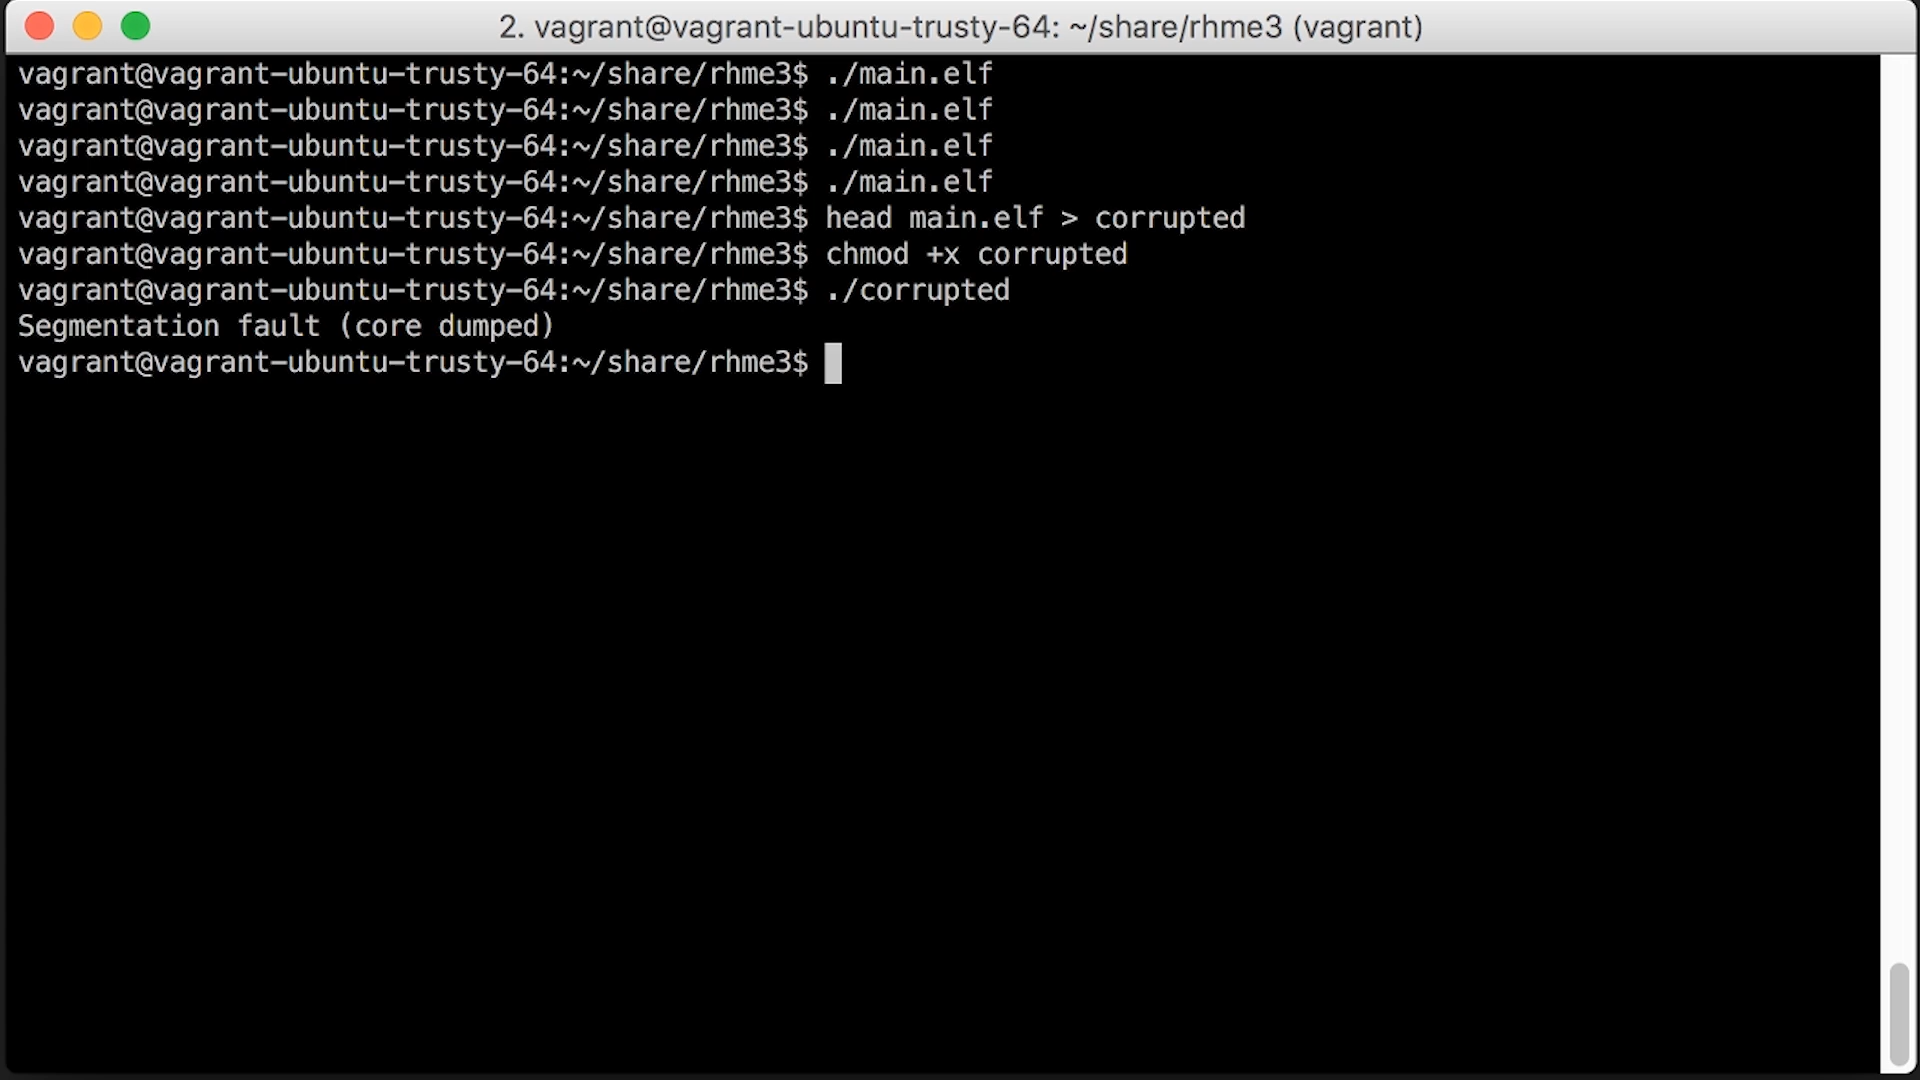 2. vagrant@vagrant-ubuntu-trusty-64: ~/share/rhme3 (vagrant)
vagrant@vagrant-ubuntu-trusty-64:~/share/rhme3$ ./main.elf
vagrant@vagrant-ubuntu-trusty-64:~/share/rhme3$ ./main.elf
vagrant@vagrant-ubuntu-trusty-64:~/share/rhme3$ ./main.elf
vagrant@vagrant-ubuntu-trusty-64:~/share/rhme3$ ./main.elf
vagrant@vagrant-ubuntu-trusty-64:~/share/rhme3$ head main.elf > corrupted
vagrant@vagrant-ubuntu-trusty-64:~/share/rhme3$ chmod +x corrupted
vagrant@vagrant-ubuntu-trusty-64:~/share/rhme3$ ./corrupted
Segmentation fault (core dumped)
vagrant@vagrant-ubuntu-trusty-64:~/share/rhme3$